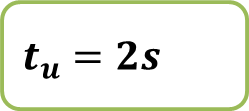 t_u = 2s